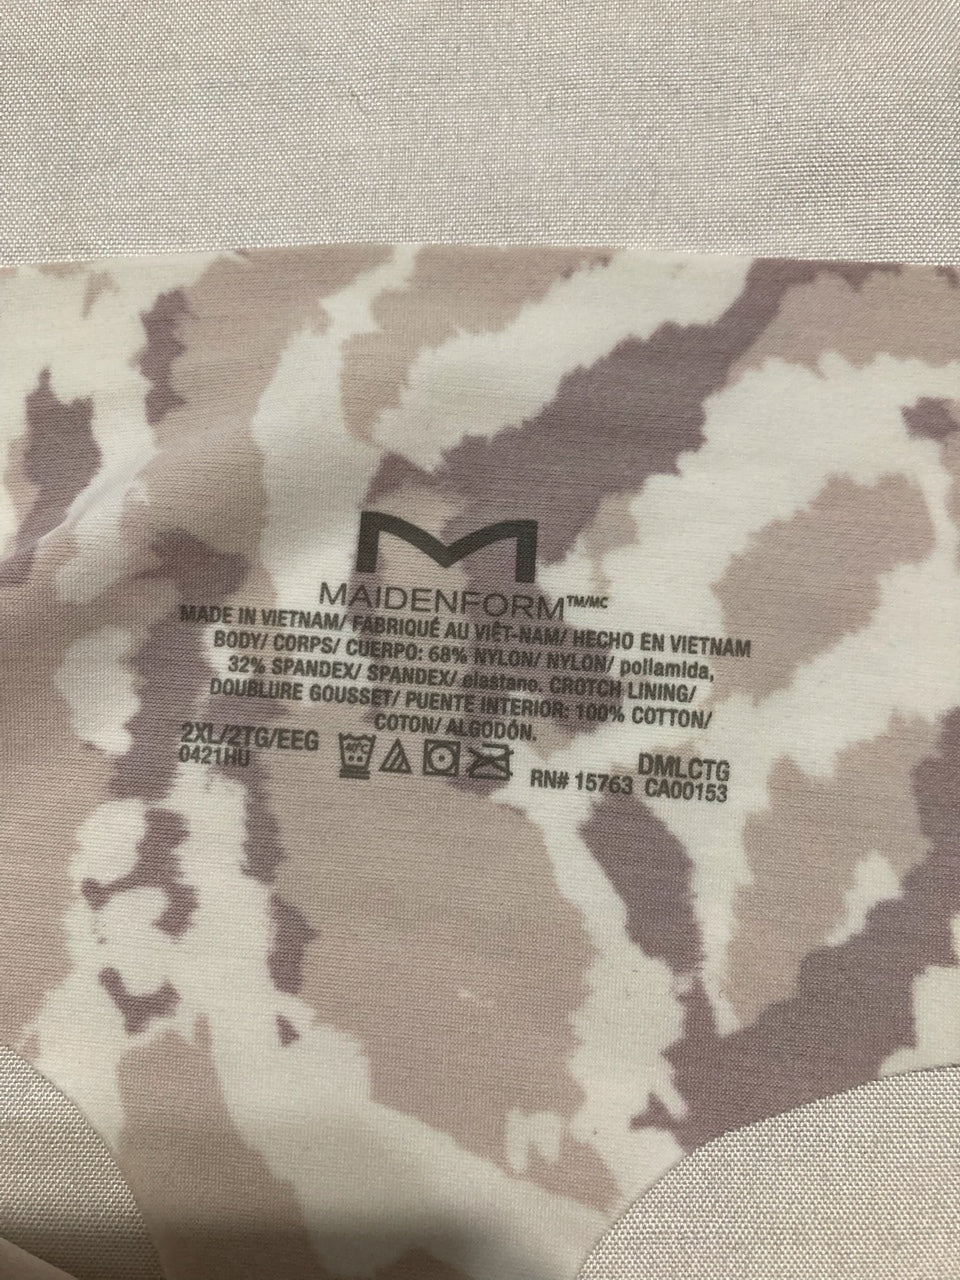 M
MAIDENFORM™/MC
MADE IN VIETNAM/ FABRIQUÉ AU VIÊT-NAM/ HECHO EN VIETNAM
BODY/ CORPS/ CUERPO: 68% NYLON/ NYLON/ poliamida,
32% SPANDEX/ SPANDEX/ elastano. CROTCH LINING/
DOUBLURE GOUSSET/ PUENTE INTERIOR: 100% COTTON/
COTON/ ALGODÓN.
2XL/2TG/EEG
0421HU
40°C
DMLCTG
RN# 15763 CA00153